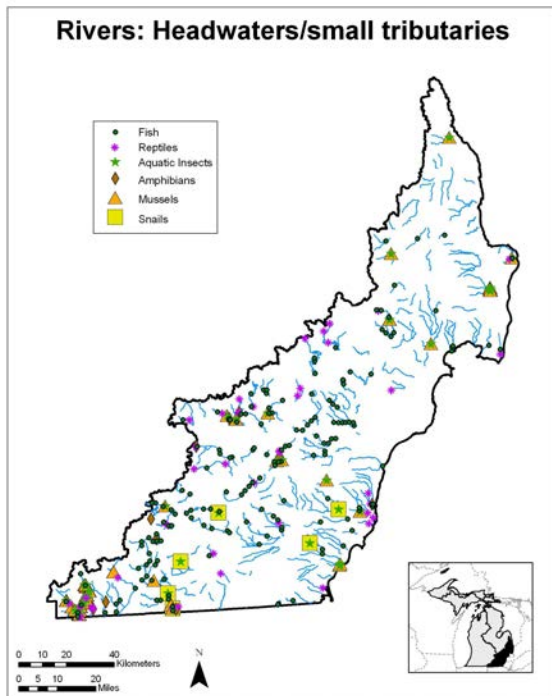 Rivers: Headwaters/small tributaries
Fish
Reptiles
Aquatic Insects
Amphibians
Mussels
Snails
0 10 20 40
Kilometers
0 5 10 20
Miles
N